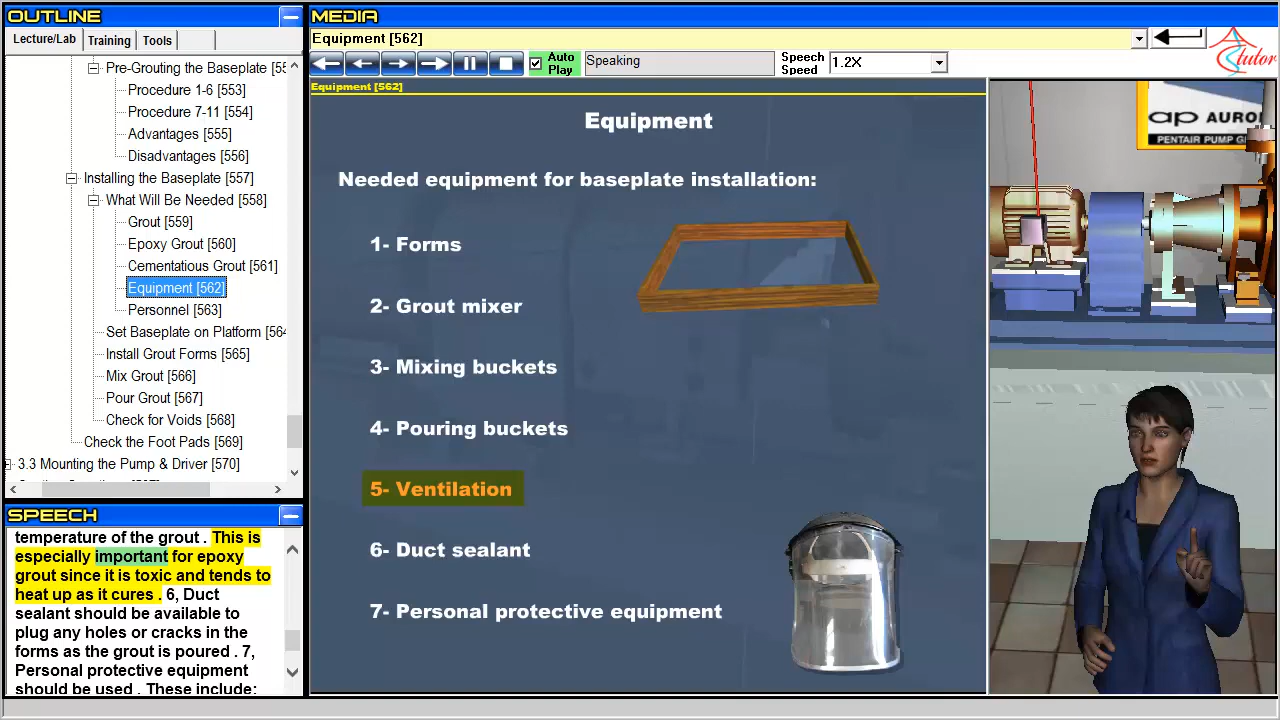 OUTLINE
Lecture/Lab
Training
Tools
Pre-Grouting the Baseplate [55
Procedure 1-6 [553]
Procedure 7-11 [554]
Advantages [555]
Disadvantages [556]
Installing the Baseplate [557]
What Will Be Needed [558]
Grout [559]
Epoxy Grout [560]
Cementatious Grout [561]
Equipment [562]
Personnel [563]
Set Baseplate on Platform [564
Install Grout Forms [565]
Mix Grout [566]
Pour Grout [567]
Check for Voids [568]
Check the Foot Pads [569]
3.3 Mounting the Pump & Driver [570]
SPEECH
temperature of the grout . This is
especially important for epoxy
grout since it is toxic and tends to
heat up as it cures . 6, Duct
sealant should be available to
plug any holes or cracks in the
forms as the grout is poured . 7,
Personal protective equipment
should be used . These include:
MEDIA
Equipment [562]
Auto
Play
Speaking
Speech
Speed
1.2X
tutor
Equipment [562]
Equipment
Needed equipment for baseplate installation:
1- Forms
2- Grout mixer
3- Mixing buckets
4- Pouring buckets
5- Ventilation
6- Duct sealant
7- Personal protective equipment
ap AURO
PENTAIR PUMP G